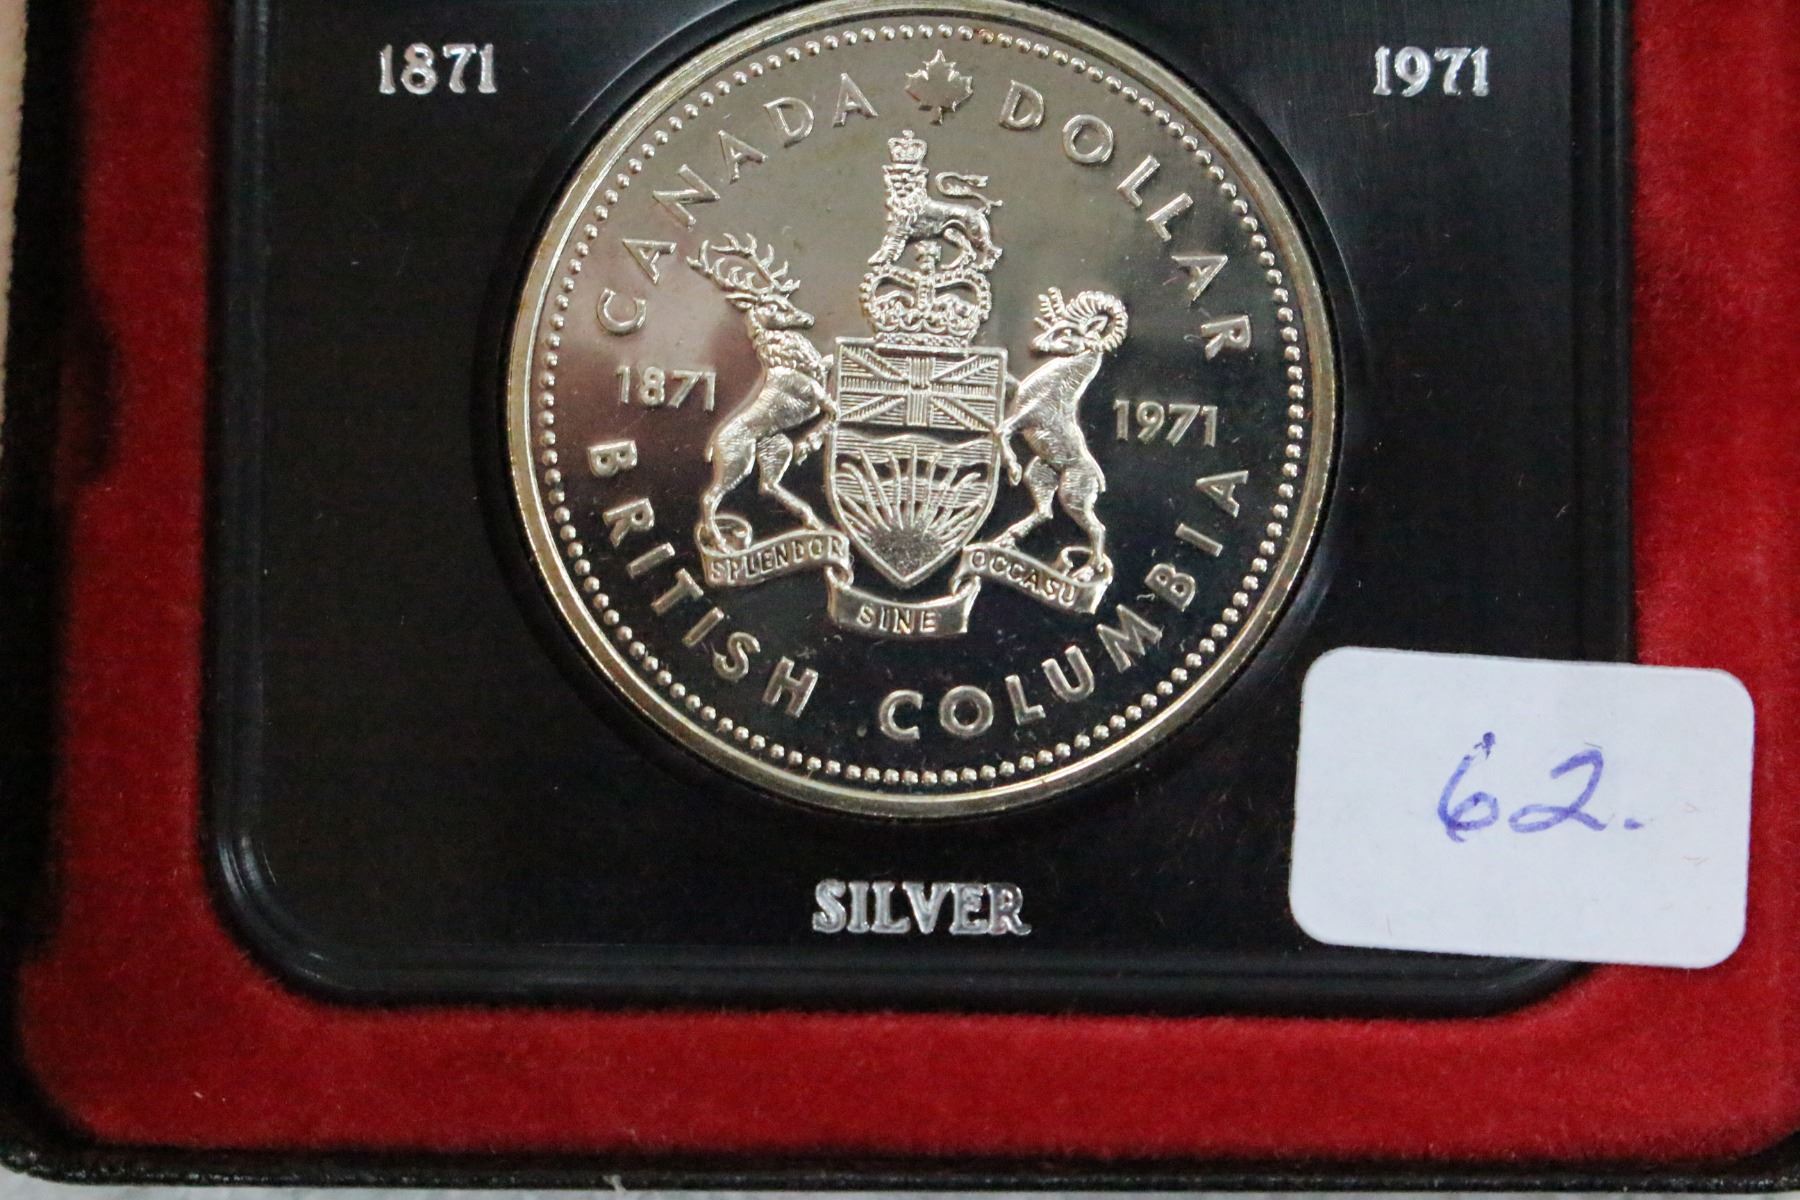 1871
1971
CANADA DOLLAR
1871
1971
SPLENDOR SINE OCCASU
BRITISH COLUMBIA
SILVER
62.